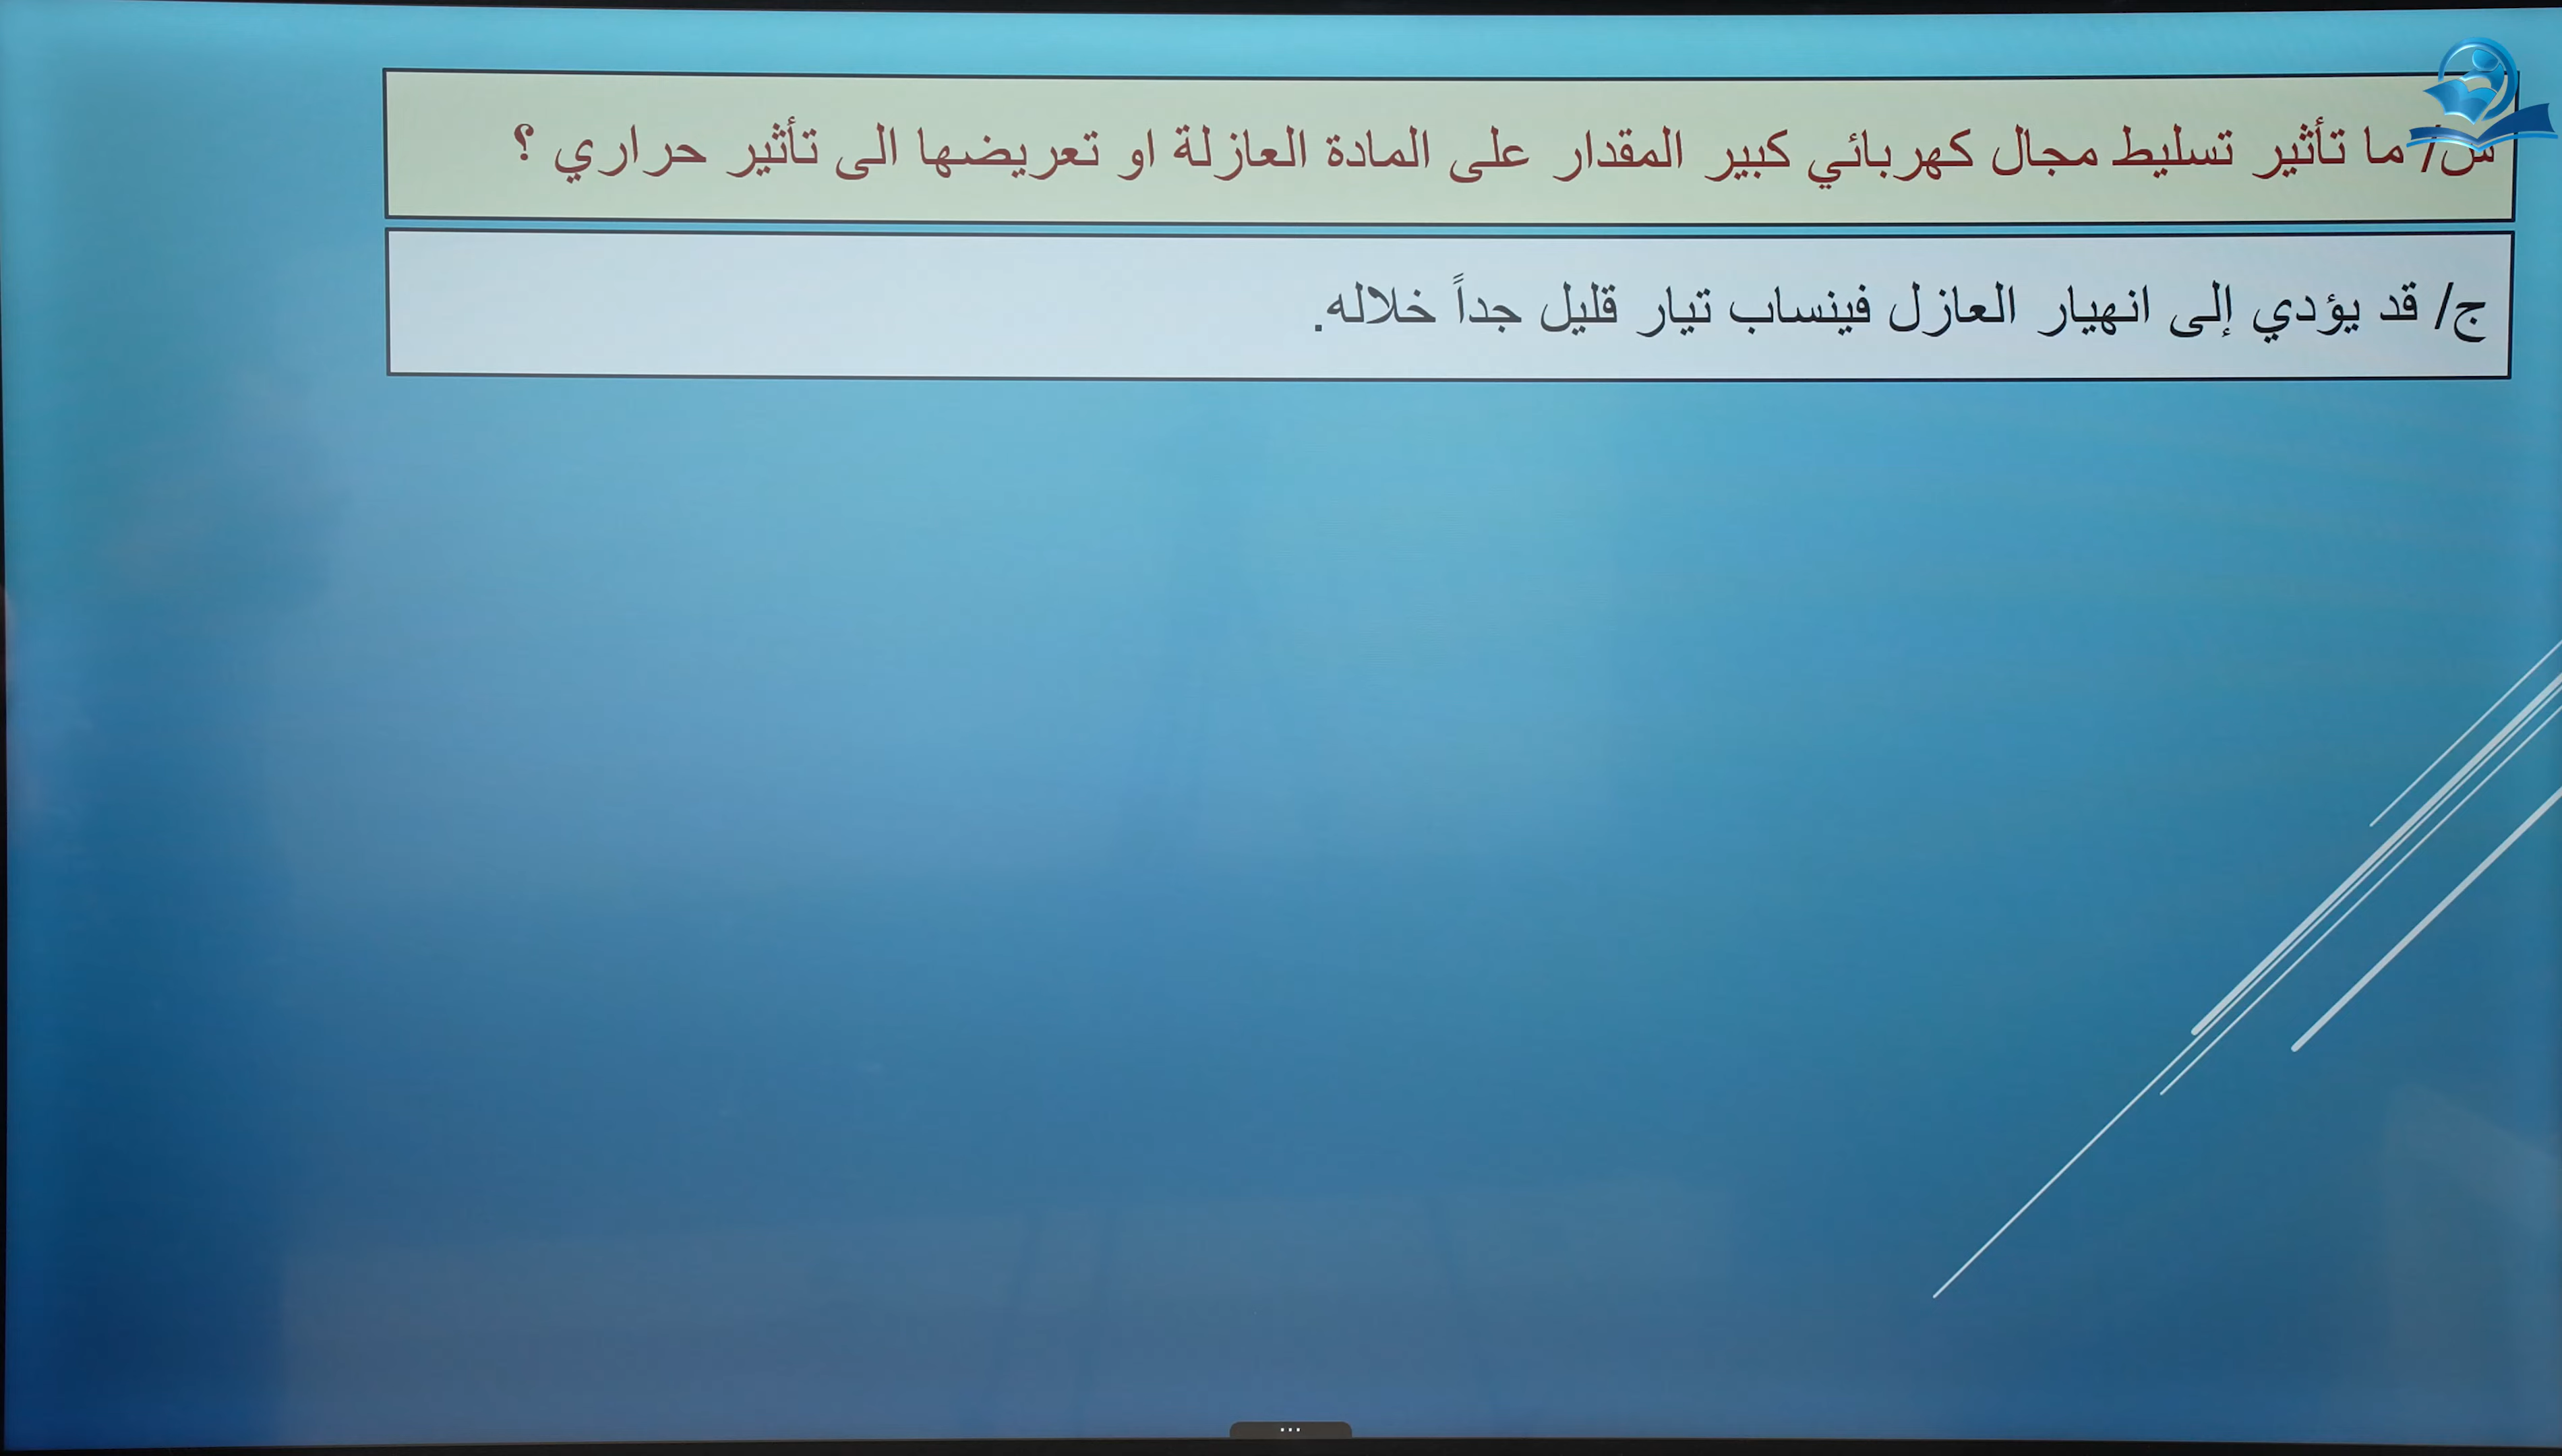 س/ ما تأثير تسليط مجال كهربائي كبير المقدار على المادة العازلة او تعريضها الى تأثير حراري ؟
ج/ قد يؤدي إلى انهيار العازل فينساب تيار قليل جداً خلاله.